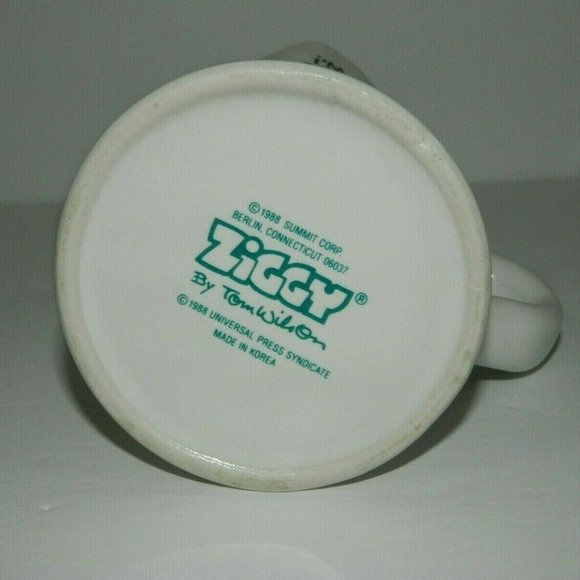 I'M
©1988 SUMMIT CORP.
BERLIN, CONNECTICUT 06037
ZiGGY®
By Tom Wilson
©1988 UNIVERSAL PRESS SYNDICATE
MADE IN KOREA